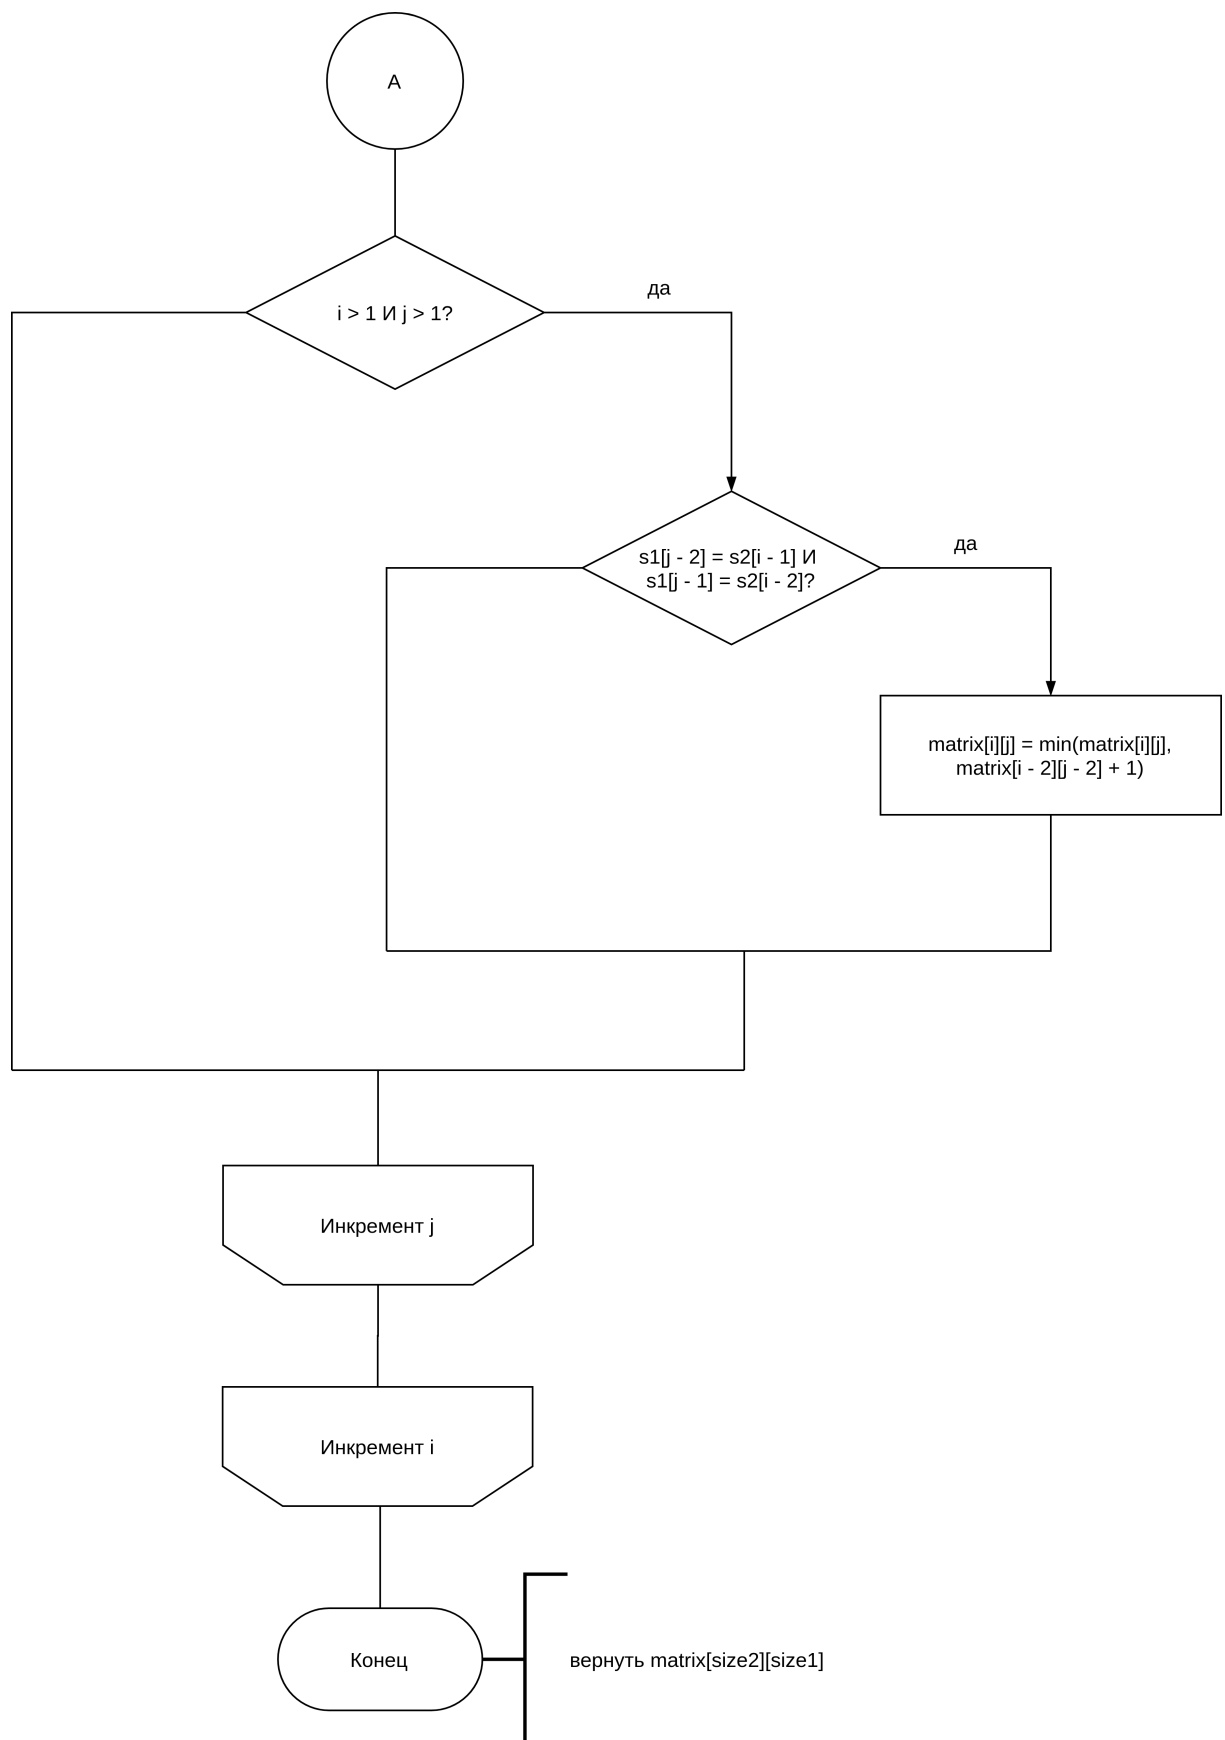 A
i > 1 И j > 1?
да
s1[j - 2] = s2[i - 1] И
s1[j - 1] = s2[i - 2]?
да
matrix[i][j] = min(matrix[i][j],
matrix[i - 2][j - 2] + 1)
Инкремент j
Инкремент i
Конец
вернуть matrix[size2][size1]